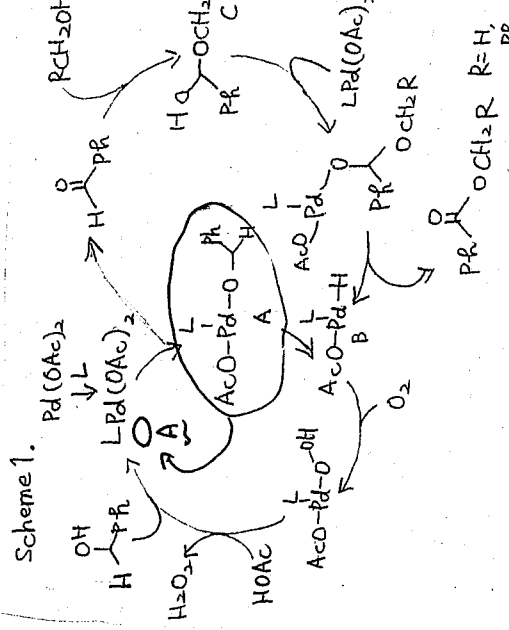 Scheme 1.
Pd(OAc)2
↓ L
LPd(OAc)2
O A
OH
H Ph
H2O2
HOAc
L
AcO-Pd-O-OH
O2
L
AcO-Pd-H
B
L
AcO-Pd-O
Ph
H
A
O
H Ph
RCH2OH
HO
OCH2
Ph
C
LPd(OAc)2
L
AcO Pd
O
Ph OCH2R
O
Ph OCH2R
R=H,